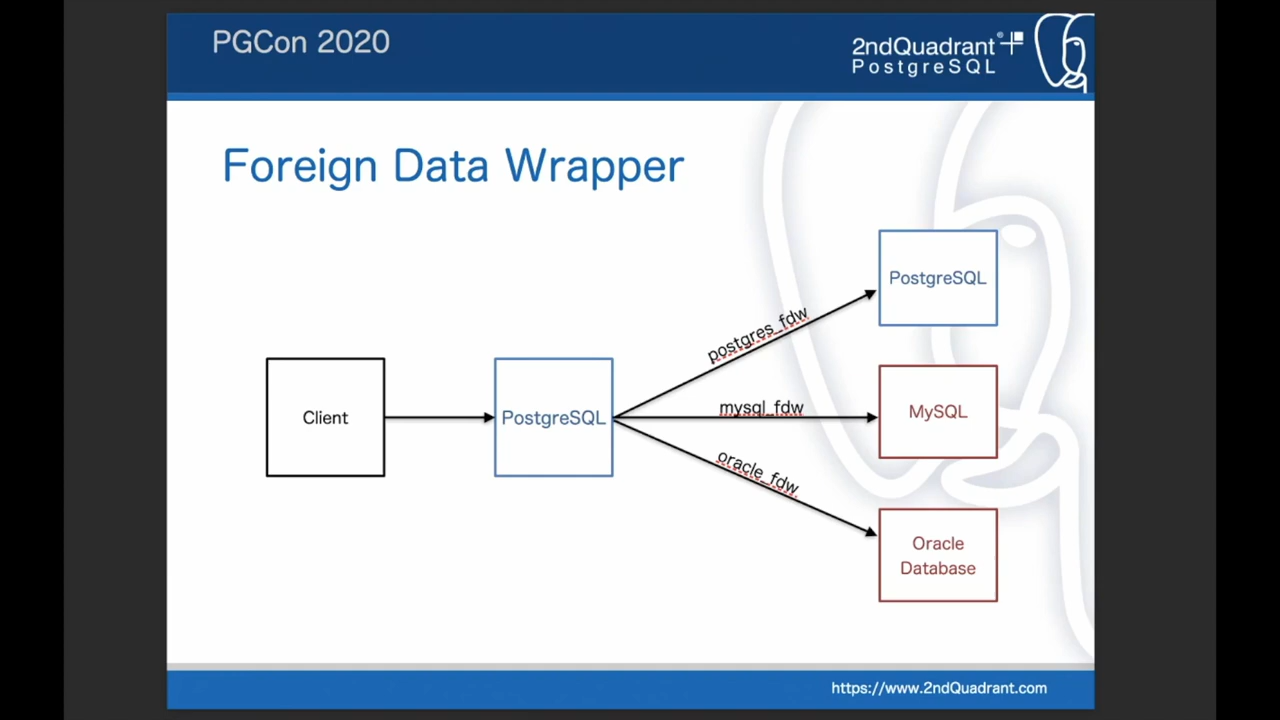 PGCon 2020
2ndQuadrant®
PostgreSQL
Foreign Data Wrapper
Client
PostgreSQL
postgres_fdw
mysql_fdw
oracle_fdw
PostgreSQL
MySQL
Oracle
Database
https://www.2ndQuadrant.com